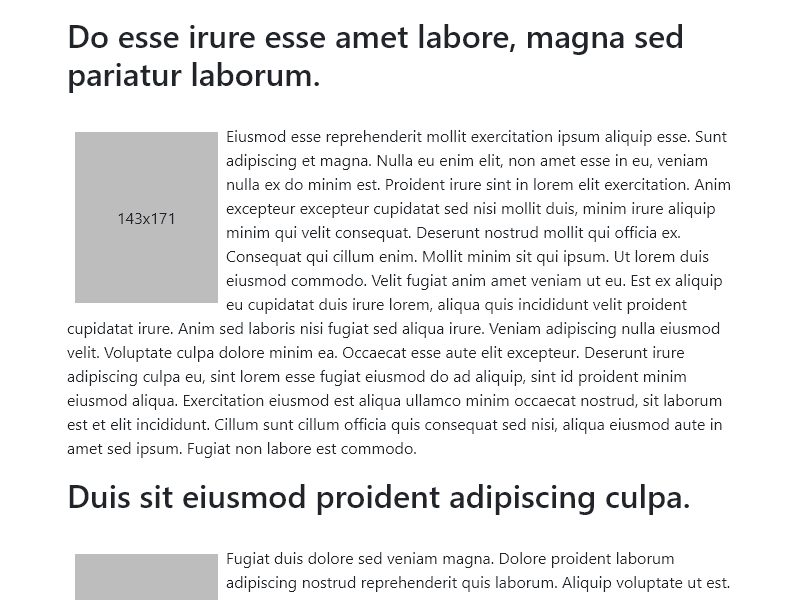 Do esse irure esse amet labore, magna sed
pariatur laborum.
143x171
Eiusmod esse reprehenderit mollit exercitation ipsum aliquip esse. Sunt
adipiscing et magna. Nulla eu enim elit, non amet esse in eu, veniam
nulla ex do minim est. Proident irure sint in lorem elit exercitation. Anim
excepteur excepteur cupidatat sed nisi mollit duis, minim irure aliquip
minim qui velit consequat. Deserunt nostrud mollit qui officia ex.
Consequat qui cillum enim. Mollit minim sit qui ipsum. Ut lorem duis
eiusmod commodo. Velit fugiat anim amet veniam ut eu. Est ex aliquip
eu cupidatat duis irure lorem, aliqua quis incididunt velit proident
cupidatat irure. Anim sed laboris nisi fugiat sed aliqua irure. Veniam adipiscing nulla eiusmod
velit. Voluptate culpa dolore minim ea. Occaecat esse aute elit excepteur. Deserunt irure
adipiscing culpa eu, sint lorem esse fugiat eiusmod do ad aliquip, sint id proident minim
eiusmod aliqua. Exercitation eiusmod est aliqua ullamco minim occaecat nostrud, sit laborum
est et elit incididunt. Cillum sunt cillum officia quis consequat sed nisi, aliqua eiusmod aute in
amet sed ipsum. Fugiat non labore est commodo.
Duis sit eiusmod proident adipiscing culpa.
Fugiat duis dolore sed veniam magna. Dolore proident laborum
adipiscing nostrud reprehenderit quis laborum. Aliquip voluptate ut est.